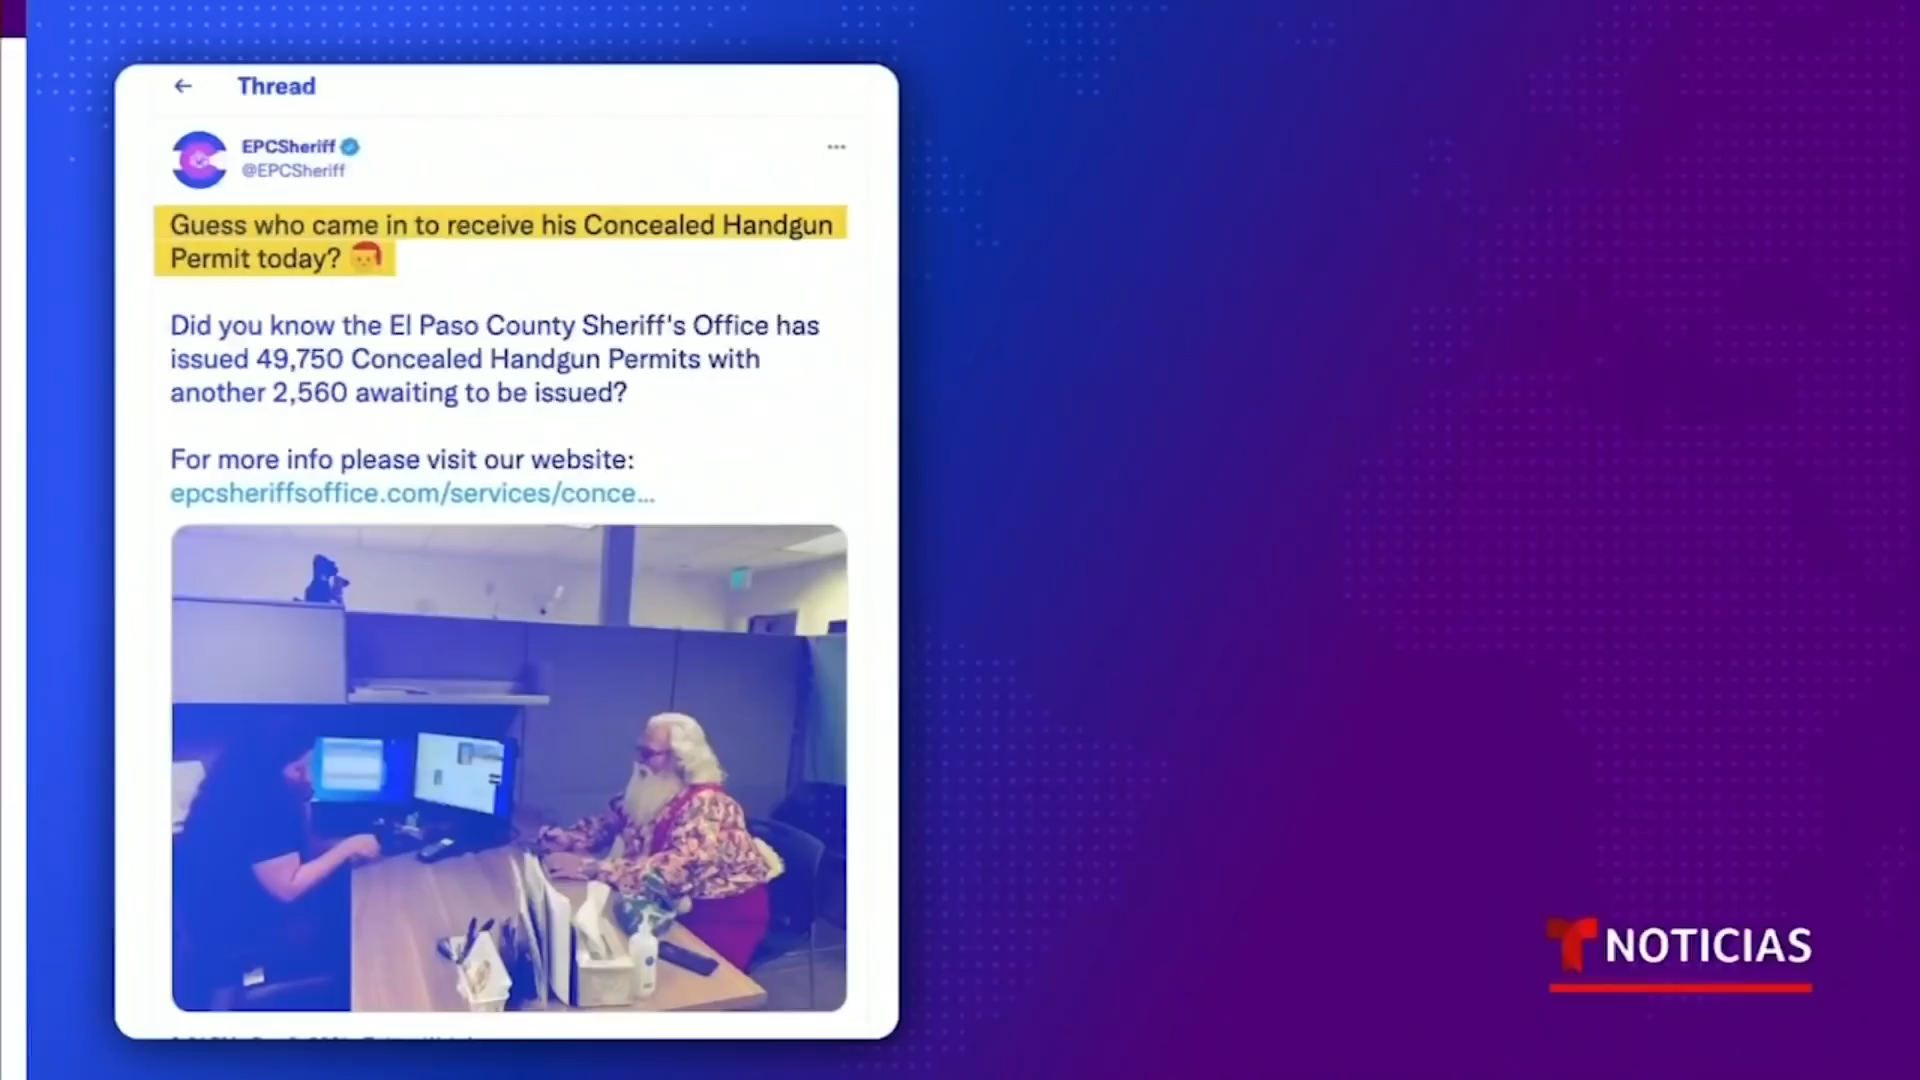 Thread
EPCSheriff
@EPCSheriff
Guess who came in to receive his Concealed Handgun
Permit today? 🎅
Did you know the El Paso County Sheriff's Office has
issued 49,750 Concealed Handgun Permits with
another 2,560 awaiting to be issued?
For more info please visit our website:
epcsheriffsoffice.com/services/conce...
NOTICIAS